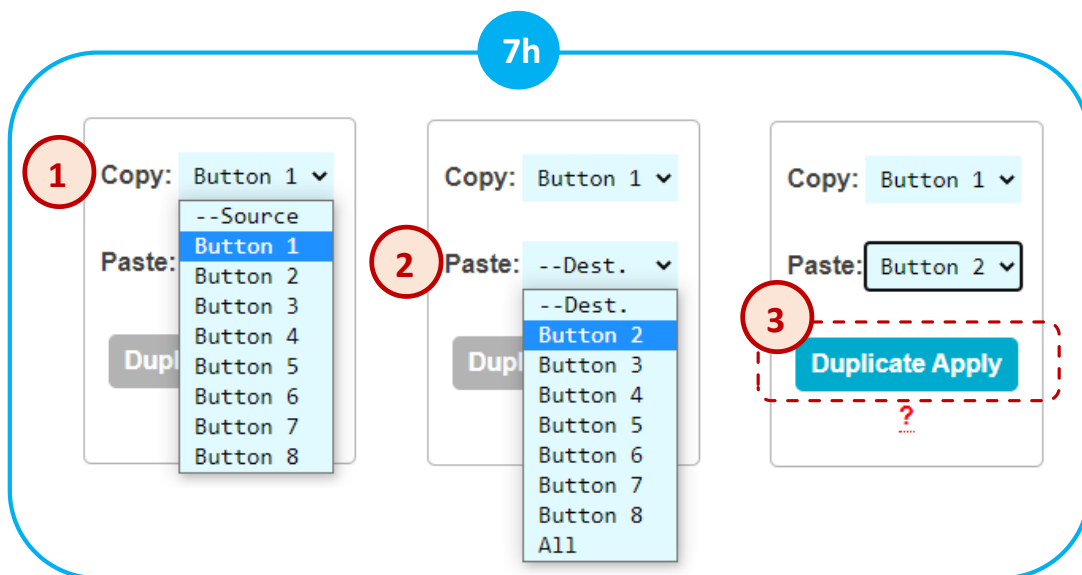 7h
1
Copy: Button 1
--Source
Button 1
Paste:
Button 2
Button 3
Button 4
Dupl
Button 5
Button 6
Button 7
Button 8
Copy: Button 1
2
Paste: --Dest.
--Dest.
Button 2
Dupl
Button 3
Button 4
Button 5
Button 6
Button 7
Button 8
All
Copy: Button 1
Paste: Button 2
3
Duplicate Apply
?